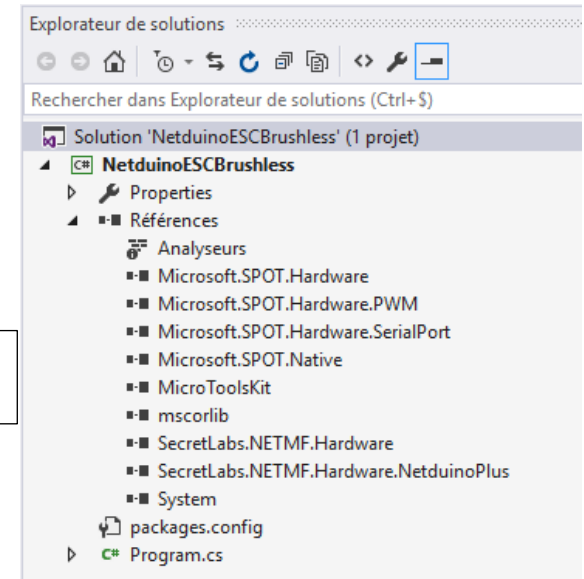 Explorateur de solutions
Rechercher dans Explorateur de solutions (Ctrl+$)
Solution 'NetduinoESCBrushless' (1 projet)
C# NetduinoESCBrushless
Properties
Références
Analyseurs
Microsoft.SPOT.Hardware
Microsoft.SPOT.Hardware.PWM
Microsoft.SPOT.Hardware.SerialPort
Microsoft.SPOT.Native
MicroToolsKit
mscorlib
SecretLabs.NETMF.Hardware
SecretLabs.NETMF.Hardware.NetduinoPlus
System
packages.config
C# Program.cs